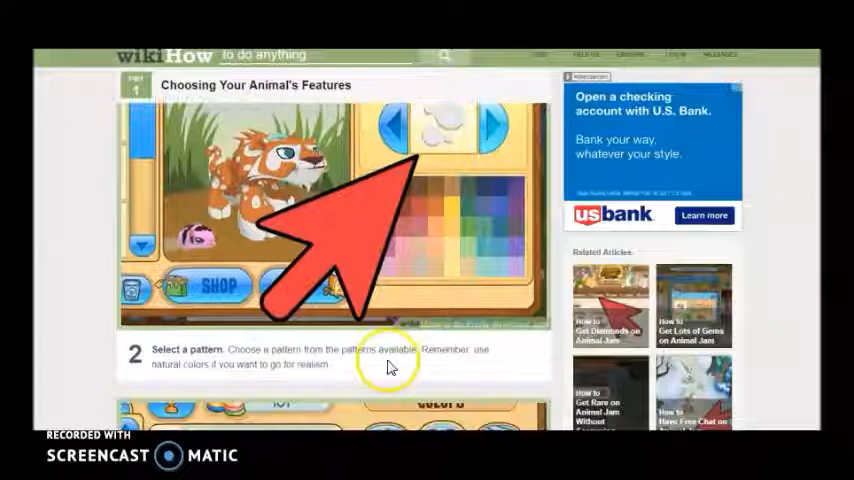 wikiHow to do anything
PART
1
Choosing Your Animal's Features
SHOP
2 Select a pattern. Choose a pattern from the patterns available. Remember, use
natural colors if you want to go for realism.
Advertisement
Open a checking
account with U.S. Bank.
Bank your way,
whatever your style.
usbank
Learn more
Related Articles
How to
Get Diamonds on
Animal Jam
How to
Get Lots of Gems
on Animal Jam
How to
Get Rare on
Animal Jam
Without
How to
Have Free Chat on
RECORDED WITH
SCREENCAST MATIC